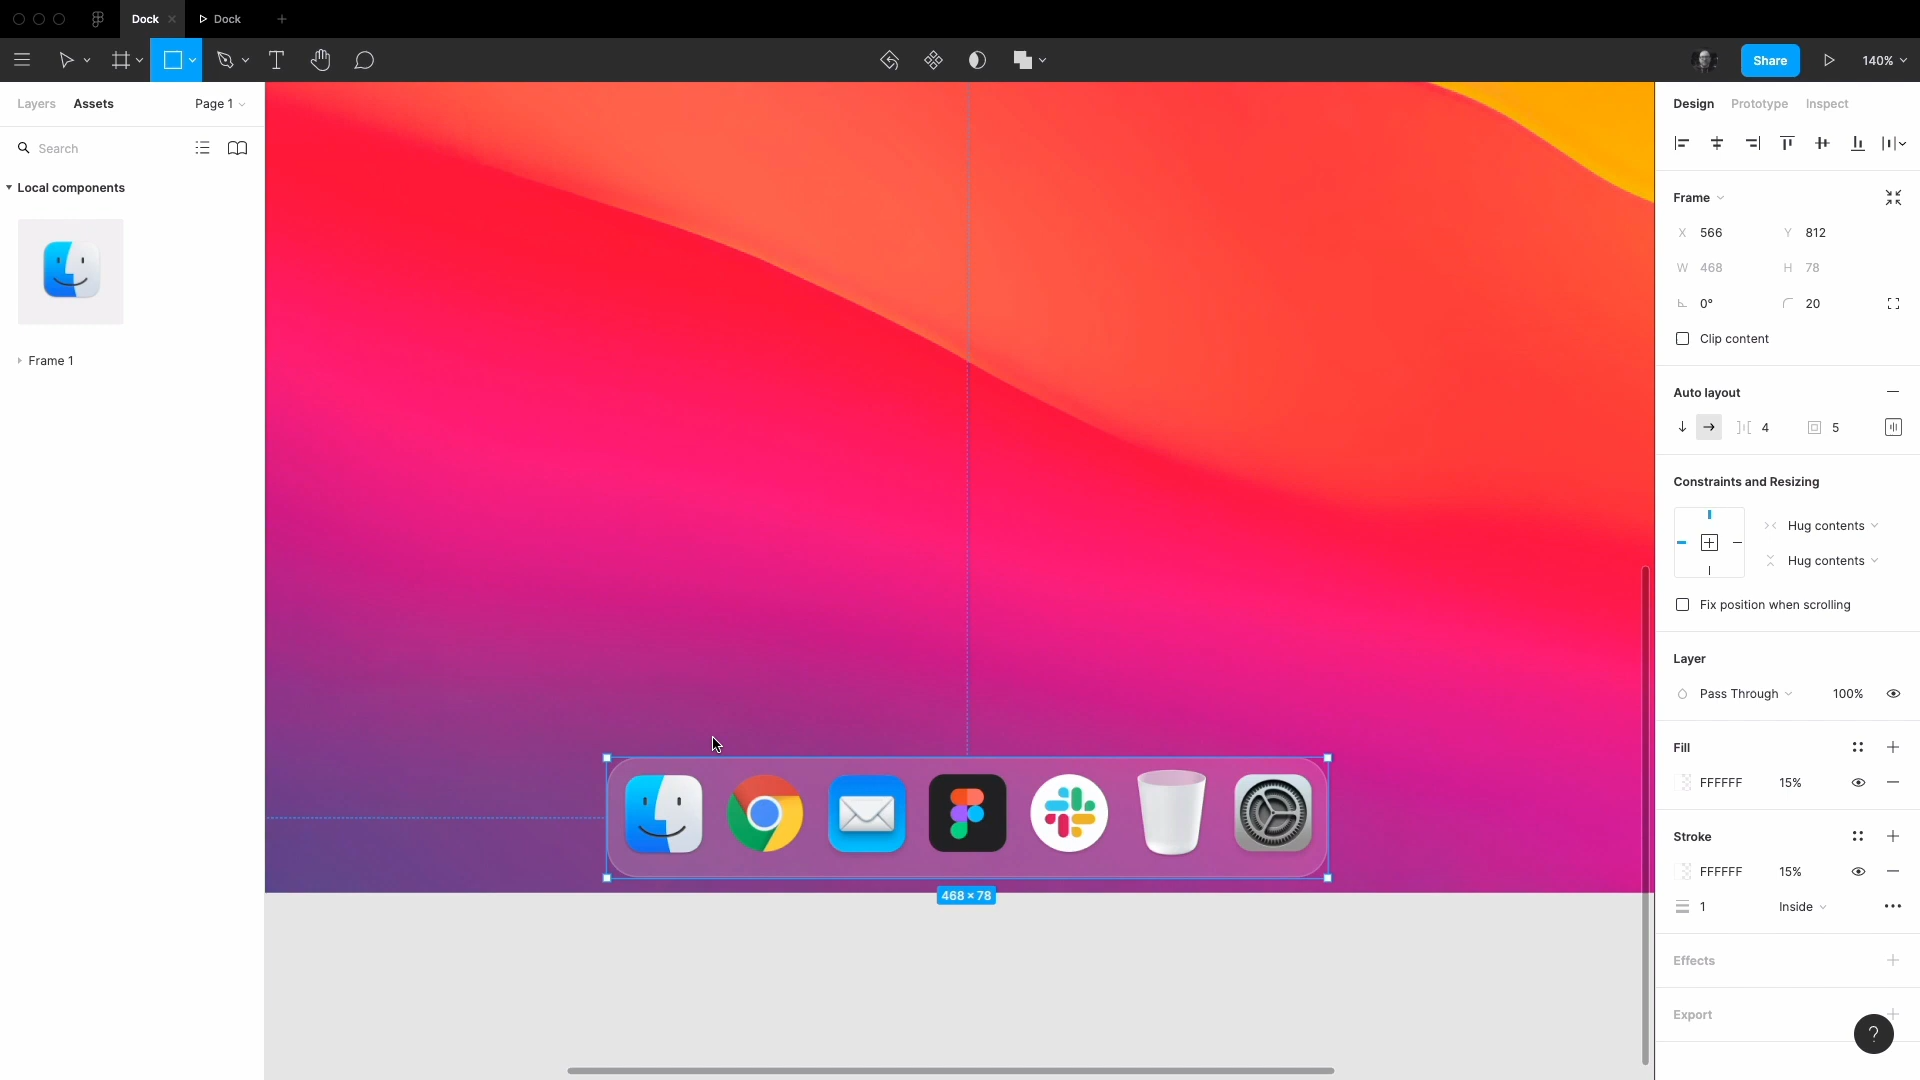 Dock
Dock
Share
140%
Layers
Assets
Page 1
Search
Local components
Frame 1
468 × 78
Design
Prototype
Inspect
Frame
X 566
Y 812
W 468
H 78
0°
20
Clip content
Auto layout
4
5
Constraints and Resizing
Hug contents
Hug contents
Fix position when scrolling
Layer
Pass Through
100%
Fill
FFFFFF
15%
Stroke
FFFFFF
15%
1
Inside
Effects
Export
?